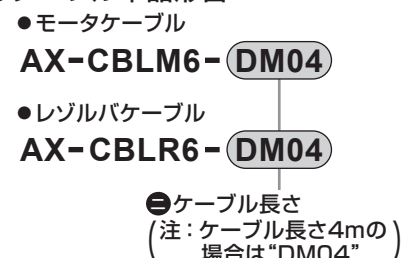 ●モータケーブル
AX-CBLM6-DM04
●レゾルバケーブル
AX-CBLR6-DM04
㊁ケーブル長さ
(注：ケーブル長さ4mの
場合は“DM04”)